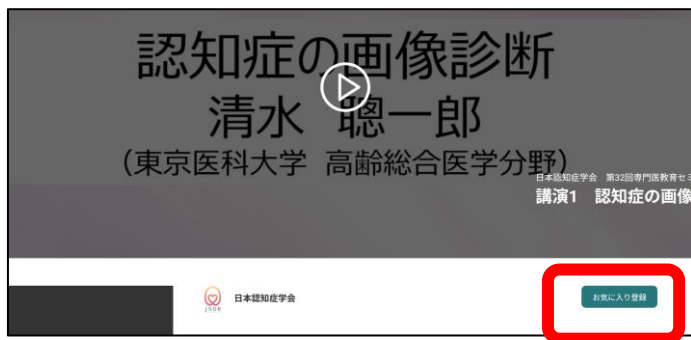 認知症の画像診断
清水 聰一郎
(東京医科大学 高齢総合医学分野)
日本認知症学会 第32回専門医教育セミ
講演1 認知症の画像
JSDR
日本認知症学会
お気に入り登録